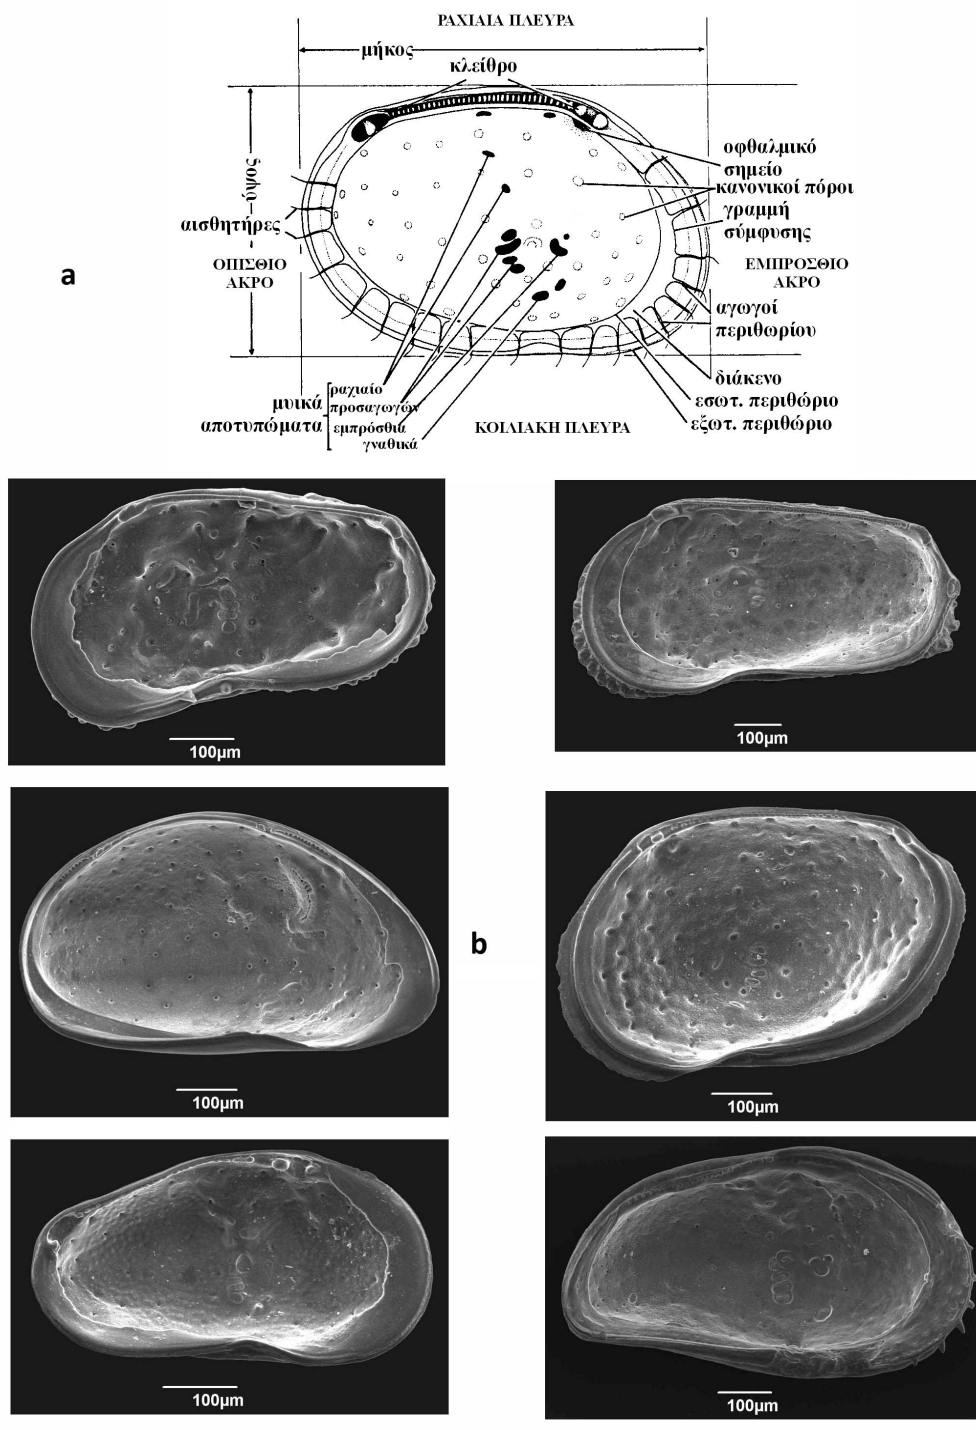 ΡΑΧΙΑΙΑ ΠΛΕΥΡΑ
μήκος
κλείθρο
ύψος
οφθαλμικό
σημείο
κανονικοί πόροι
γραμμή
σύμφυσης
αισθητήρες
ΟΠΙΣΘΙΟ
ΑΚΡΟ
ΕΜΠΡΟΣΘΙΟ
ΑΚΡΟ
a
αγωγοί
περιθωρίου
διάκενο
εσωτ. περιθώριο
εξωτ. περιθώριο
μυικά
αποτυπώματα
ραχιαίο
προσαγωγών
εμπρόσθια
γναθικά
ΚΟΙΛΙΑΚΗ ΠΛΕΥΡΑ
100μm
100μm
b
100μm
100μm
100μm
100μm